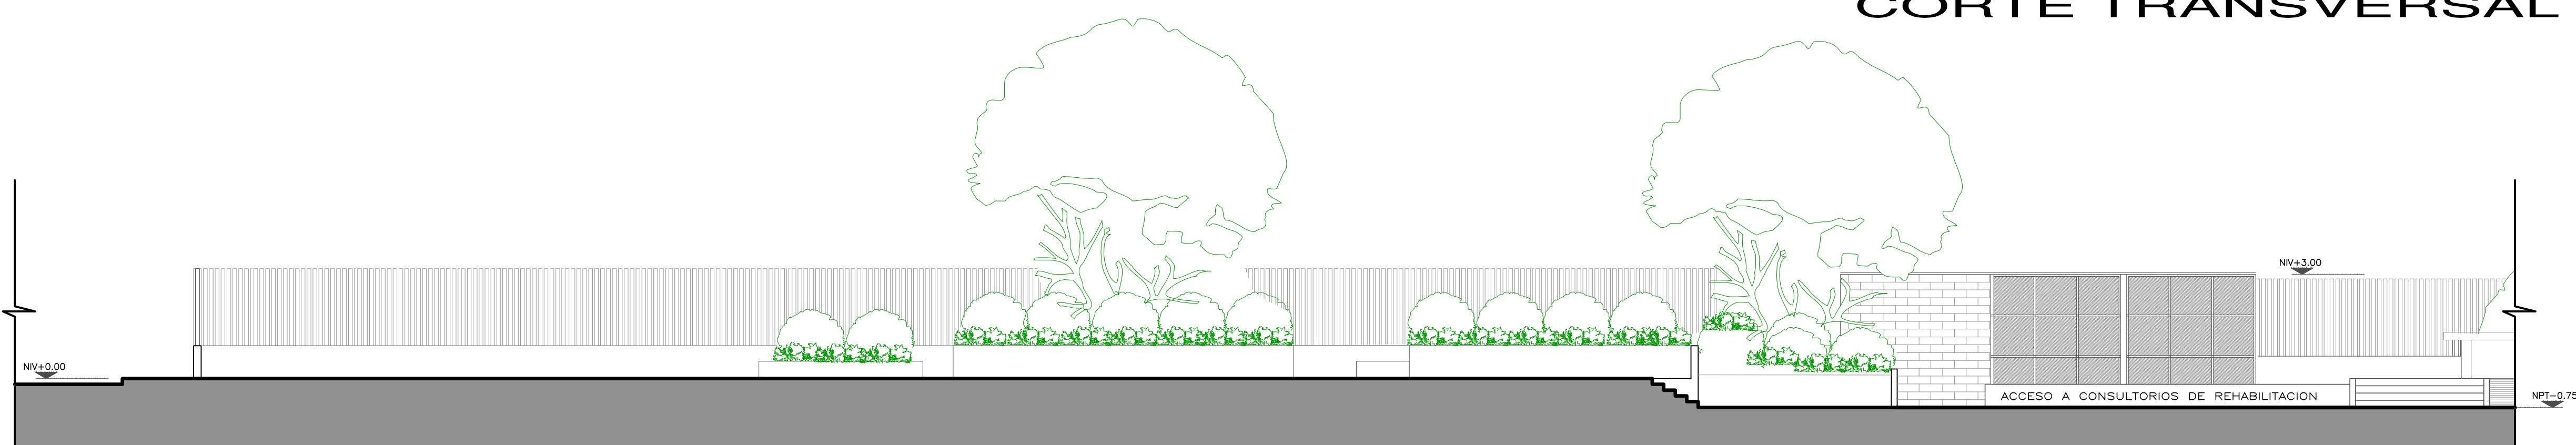 CORTE TRANSVERSAL
NIV+3.00
NIV+0.00
ACCESO A CONSULTORIOS DE REHABILITACION
NPT-0.75